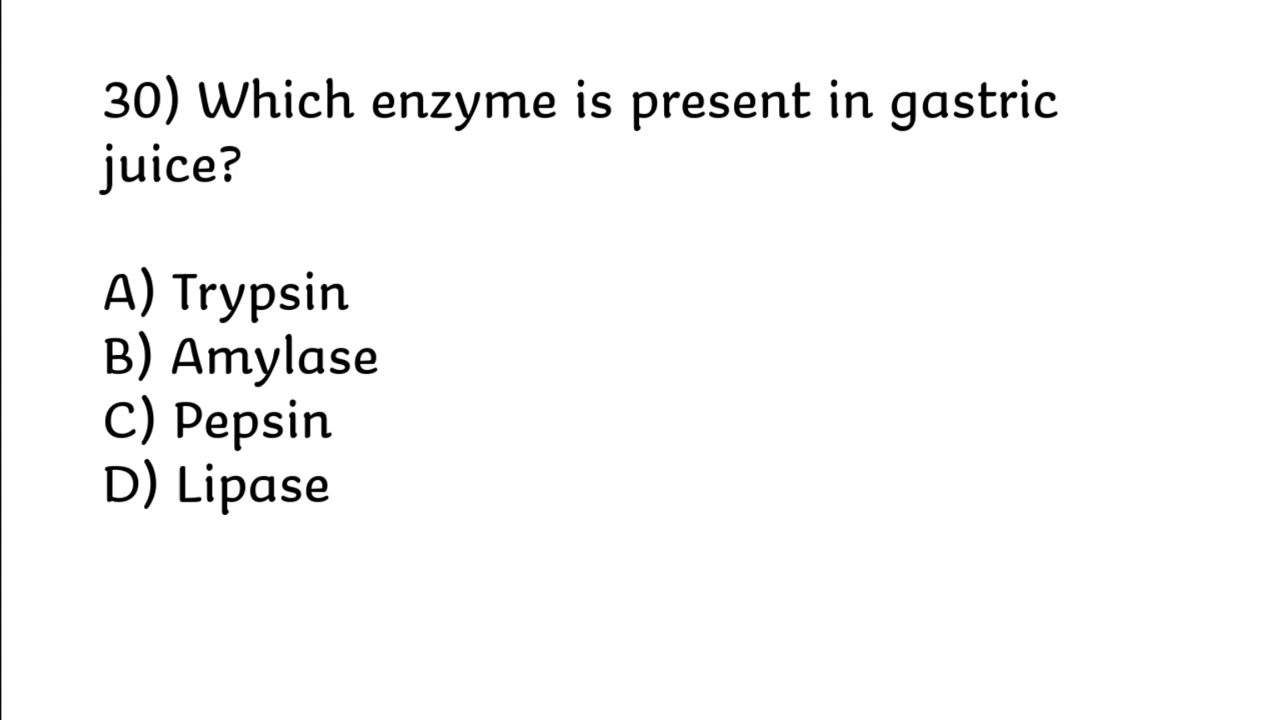 30) Which enzyme is present in gastric
juice?
A) Trypsin
B) Amylase
C) Pepsin
D) Lipase